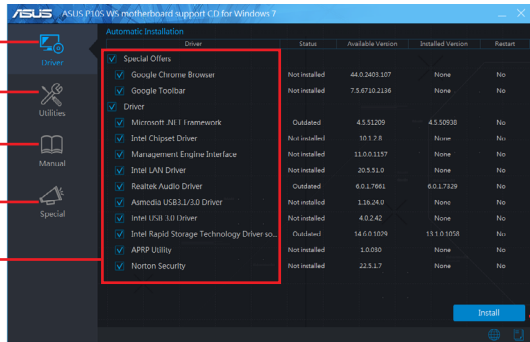 ASUS ASUS P10S WS motherboard support CD for Windows 7
Automatic Installation
Driver Status Available Version Installed Version Restart
Special Offers
Google Chrome Browser Not installed 44.0.2403.107 None No
Google Toolbar Not installed 7.5.6710.2136 None No
Driver
Microsoft .NET Framework Outdated 4.5.51209 4.5.50938 No
Intel Chipset Driver Not installed 10.1.2.8 None No
Management Engine Interface Not installed 11.0.0.1157 None No
Intel LAN Driver Not installed 20.5.51.0 None No
Realtek Audio Driver Outdated 6.0.1.7661 6.0.1.7329 No
Asmedia USB3.1/3.0 Driver Not installed 1.16.24.0 None No
Intel USB 3.0 Driver Not installed 4.0.2.42 None No
Intel Rapid Storage Technology Driver so... Outdated 14.6.0.1029 13.1.0.1058 No
APRP Utility Not installed 1.0.030 None No
Norton Security Not installed 22.5.1.7 None No
Driver
Utilities
Manual
Special
Install